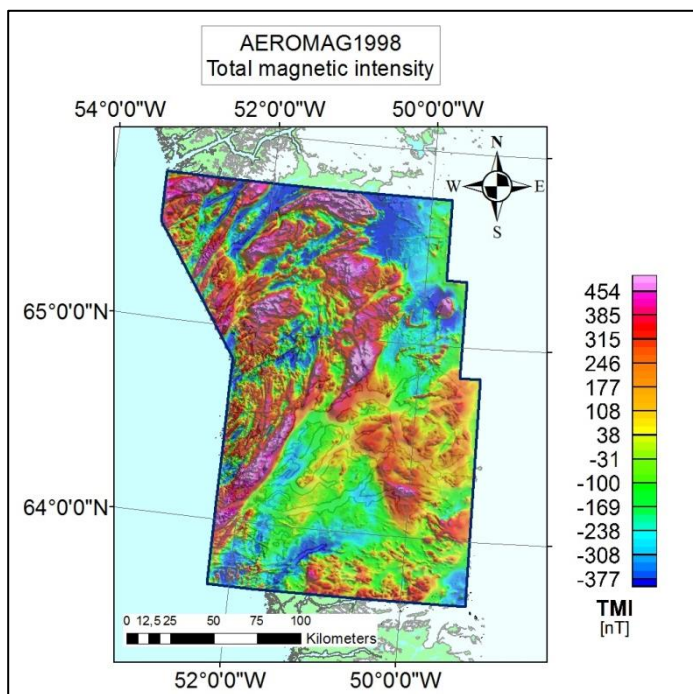 AEROMAG1998
Total magnetic intensity
54°0'0"W
52°0'0"W
50°0'0"W
N
W
E
S
65°0'0"N
64°0'0"N
454
385
315
246
177
108
38
-31
-100
-169
-238
-308
-377
TMI
[nT]
0 12,5 25 50 75 100
Kilometers
52°0'0"W
50°0'0"W